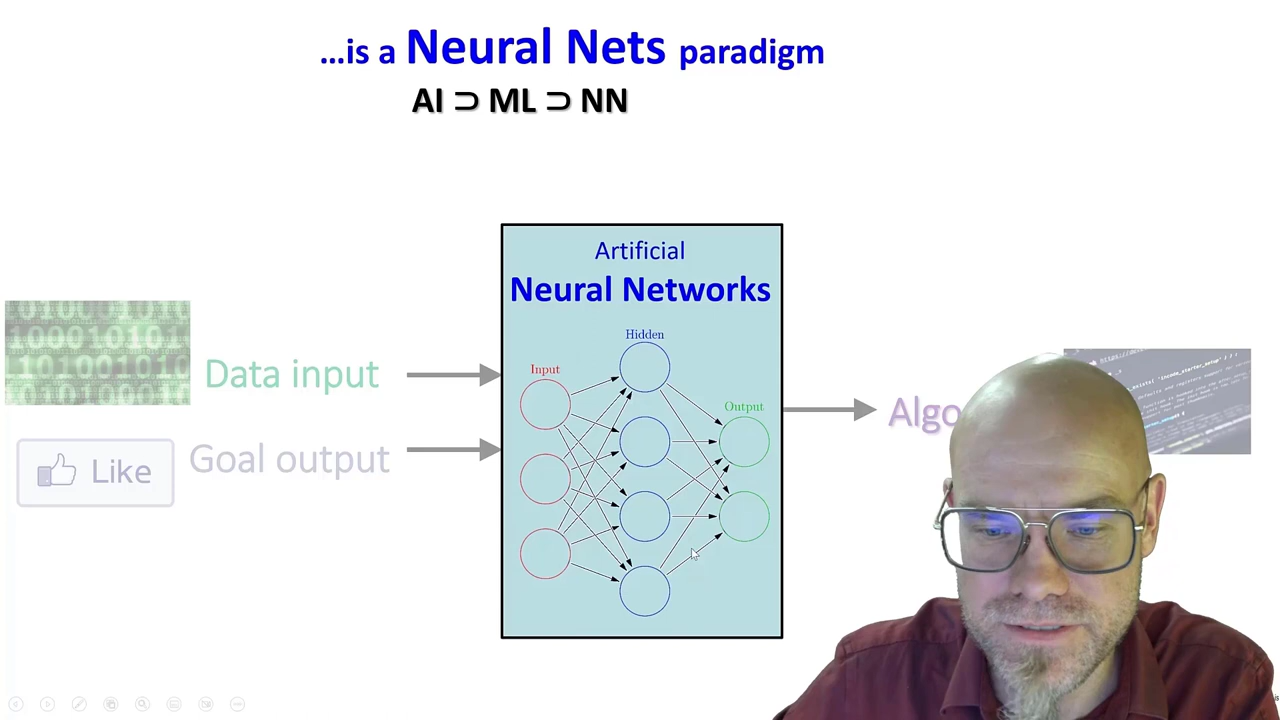 ...is a Neural Nets paradigm
AI ⊃ ML ⊃ NN
Artificial
Neural Networks
Hidden
Input
Output
Data input
Goal output
Like
Algo